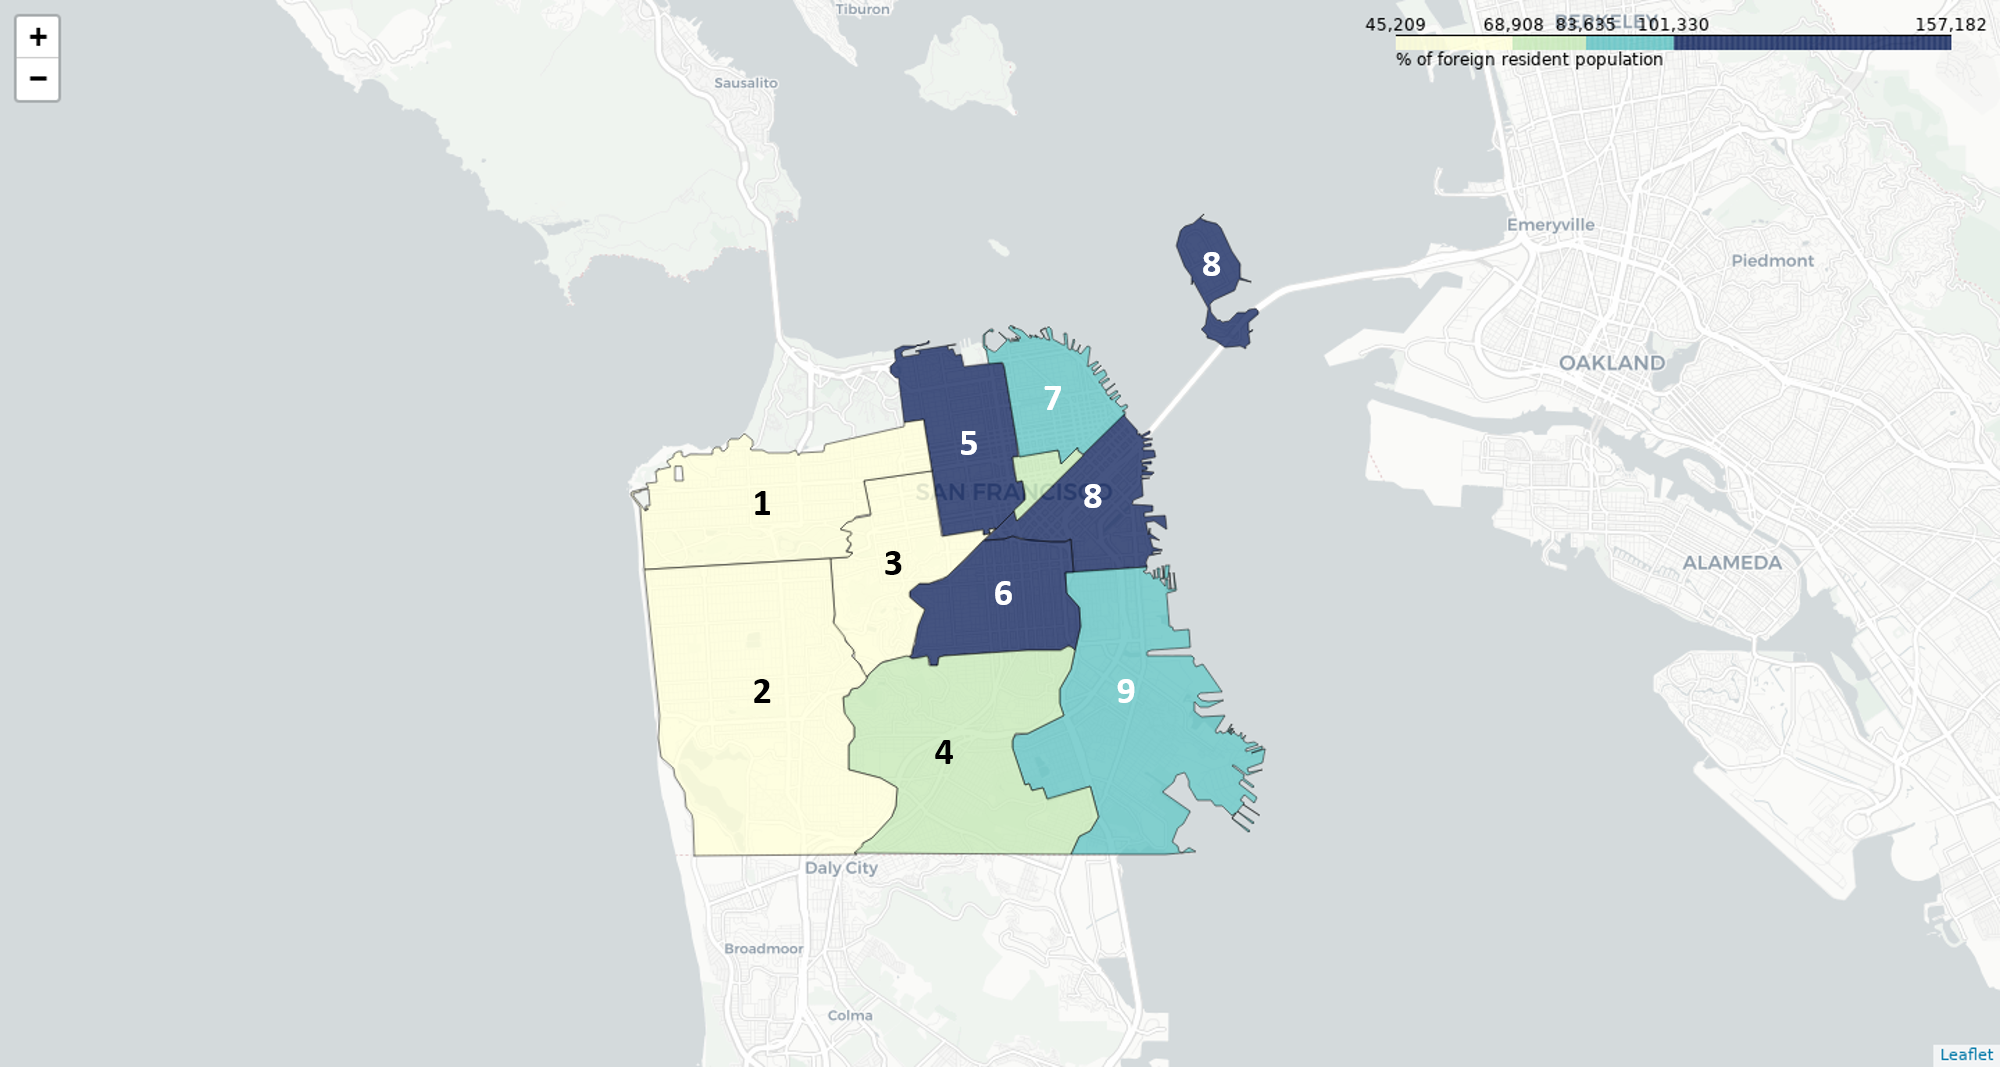 +
−
Tiburon
Sausalito
45,209 68,908 83,635 101,330 157,182
BERKELEY
% of foreign resident population
Emeryville
Piedmont
8
OAKLAND
7
5
SAN FRANCISCO
8
1
3
6
ALAMEDA
2
9
4
Daly City
Broadmoor
Colma
Leaflet